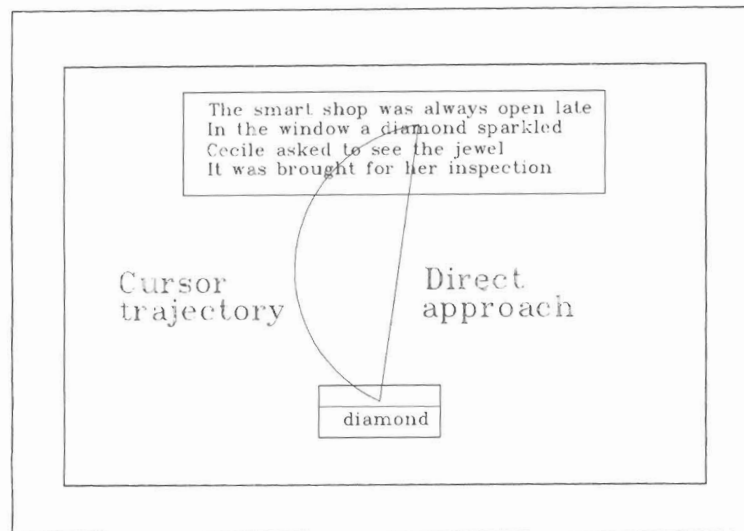 The smart shop was always open late
In the window a diamond sparkled
Cecile asked to see the jewel
It was brought for her inspection
Cursor
trajectory
Direct
approach
diamond